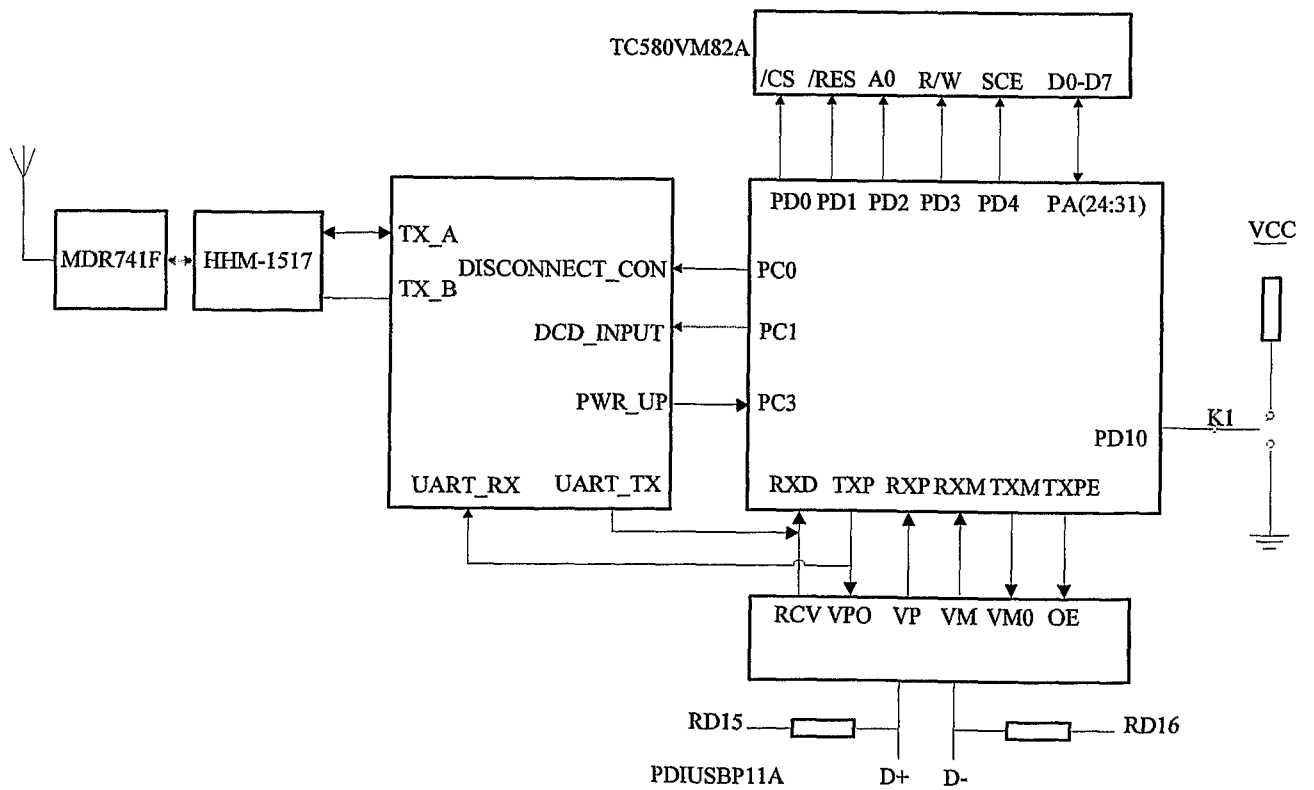 TC580VM82A
/CS /RES A0 R/W SCE D0-D7
PD0 PD1 PD2 PD3 PD4 PA(24:31)
VCC
MDR741F HHM-1517
TX_A
DISCONNECT_CON PC0
TX_B
DCD_INPUT PC1
PWR_UP PC3
K1
PD10
UART_RX UART_TX
RXD TXP RXP RXM TXM TXPE
RCV VPO VP VM VM0 OE
RD15 RD16
PDIUSBP11A D+ D-